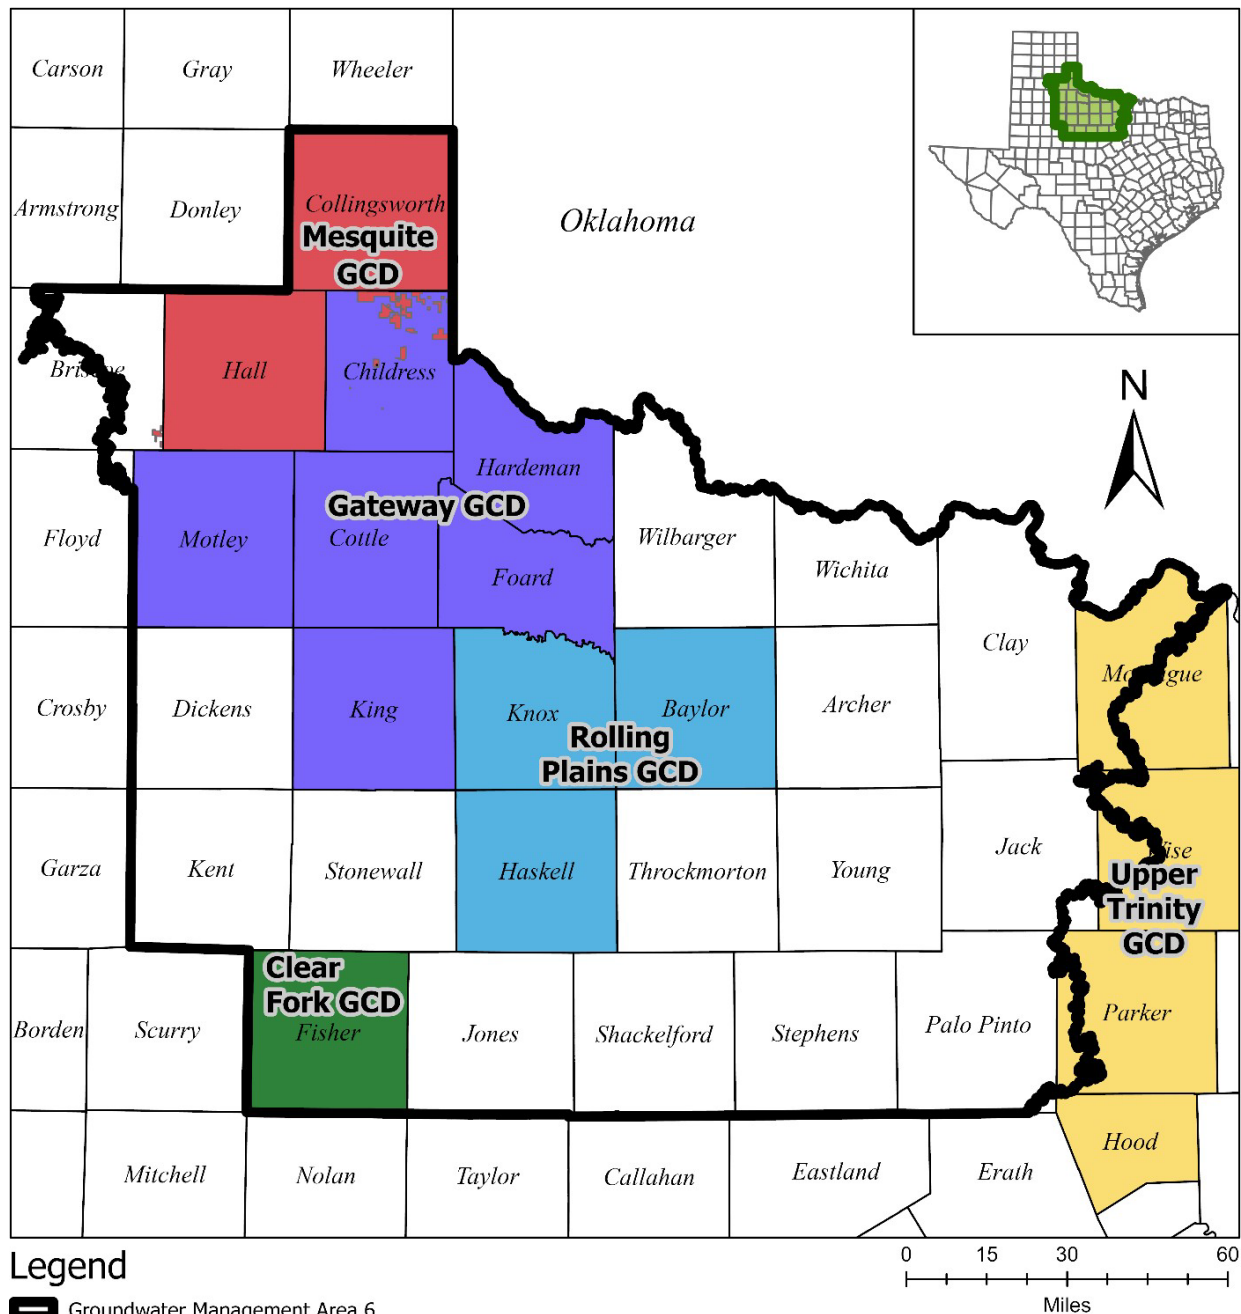 Carson
Gray
Wheeler
Armstrong
Donley
Collingsworth
Mesquite
GCD
Oklahoma
Briscoe
Hall
Childress
N
Hardeman
Gateway GCD
Floyd
Motley
Cottle
Wilbarger
Foard
Wichita
Clay
Montague
Crosby
Dickens
King
Knox
Baylor
Archer
Rolling
Plains GCD
Garza
Kent
Stonewall
Haskell
Throckmorton
Young
Jack
Wise
Upper
Trinity
GCD
Clear
Fork GCD
Borden
Scurry
Fisher
Jones
Shackelford
Stephens
Palo Pinto
Parker
Mitchell
Nolan
Taylor
Callahan
Eastland
Erath
Hood
Legend
Groundwater Management Area 6
0 15 30 60
Miles